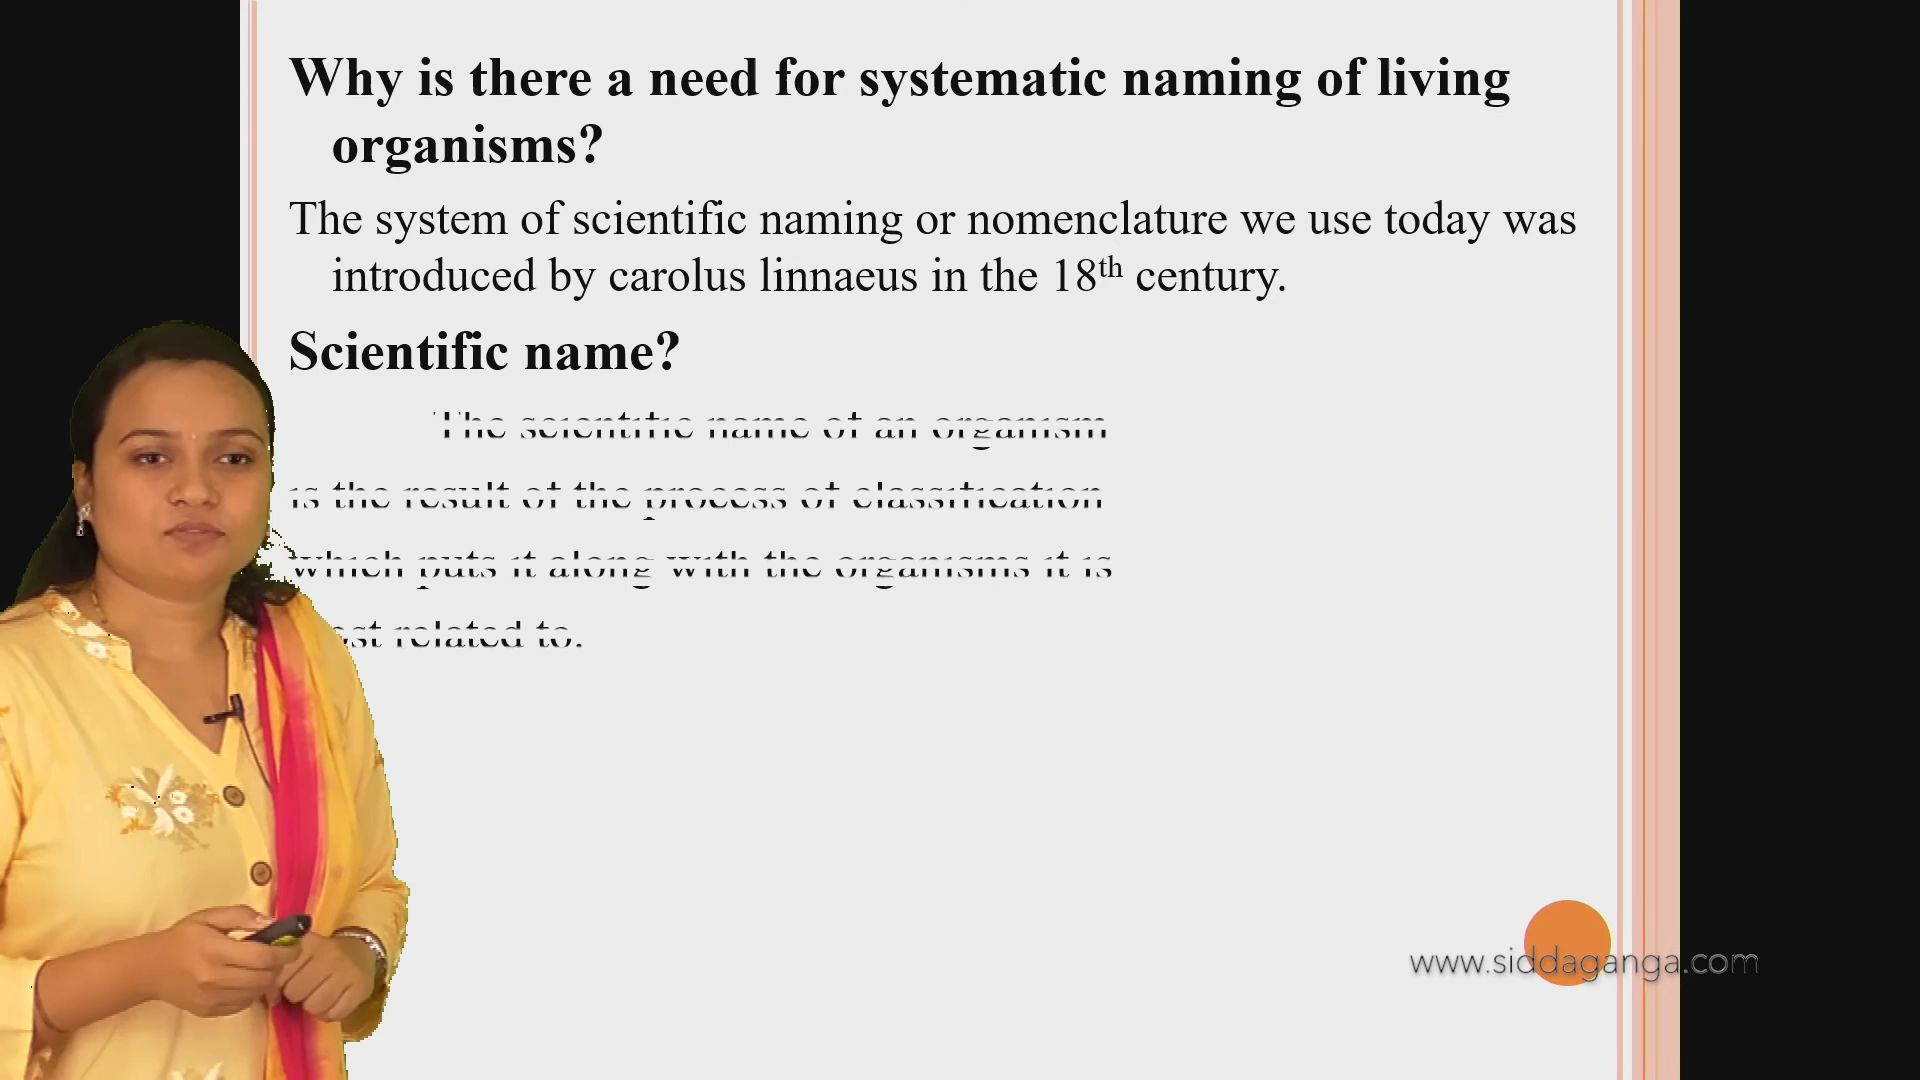 Why is there a need for systematic naming of living
organisms?
The system of scientific naming or nomenclature we use today was
introduced by carolus linnaeus in the 18th century.
Scientific name?
The scientific name of an organism
is the result of the process of classification
which puts it along with the organisms it is
related to.
www.siddaganga.com